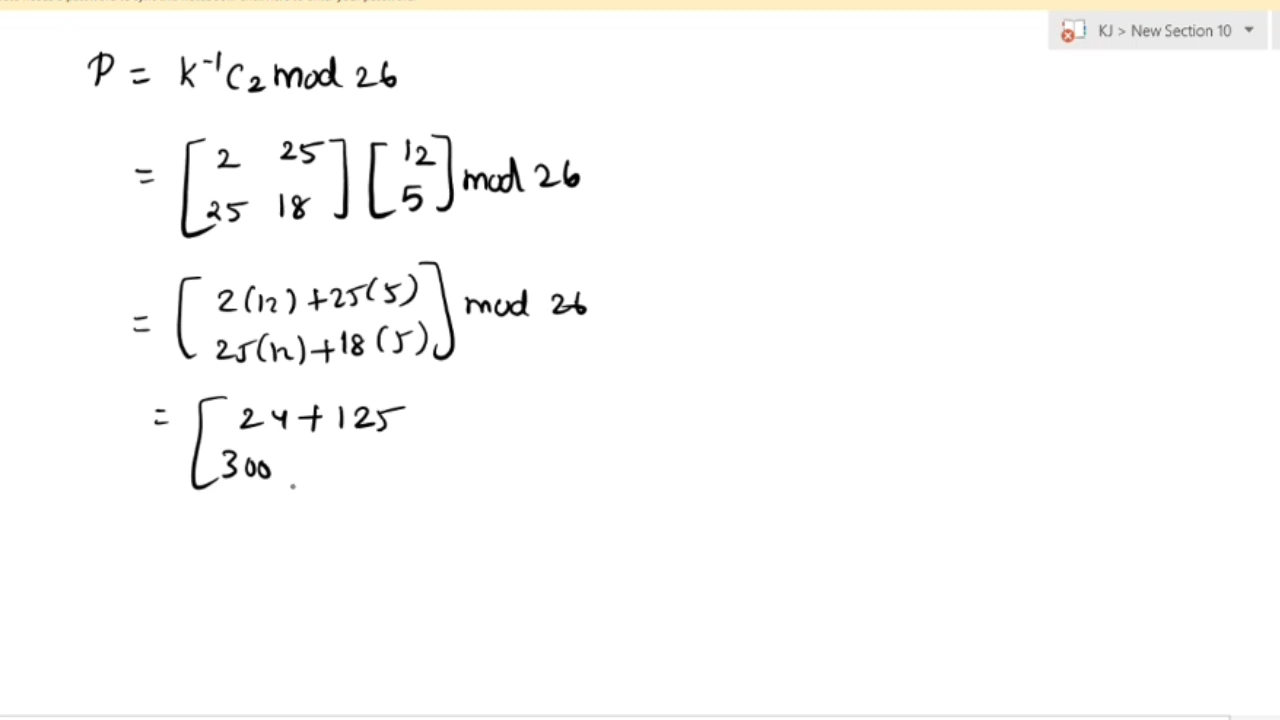 KJ > New Section 10
P = K⁻¹C₂ mod 26
= [2 25
25 18] [12
5] mod 26
= [2(12)+25(5)
25(12)+18(5)] mod 26
= [24+125
300